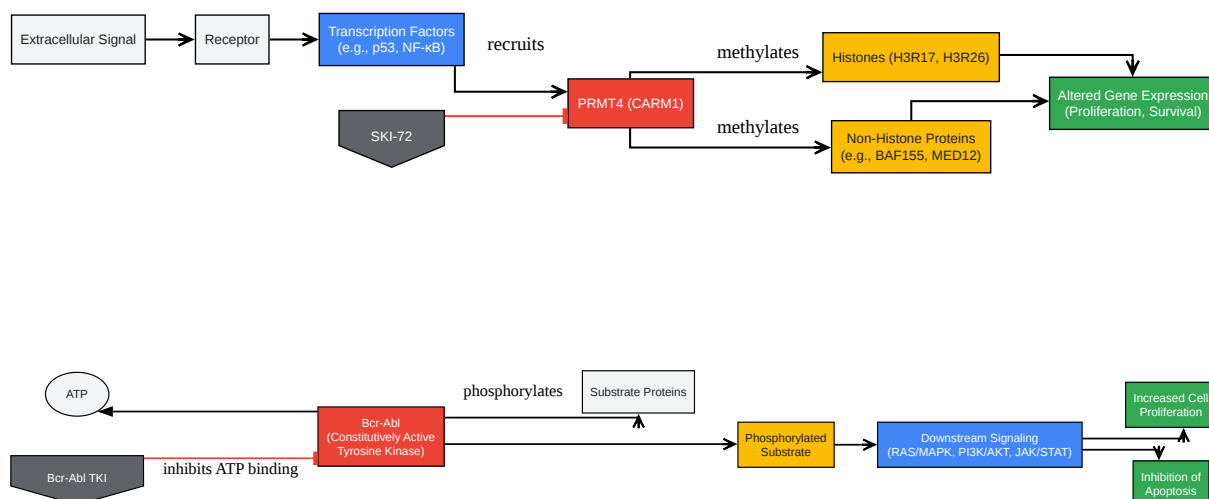 Extracellular Signal
Receptor
Transcription Factors
(e.g., p53, NF-κB)
recruits
PRMT4 (CARM1)
SKI-72
methylates
methylates
Histones (H3R17, H3R26)
Non-Histone Proteins
(e.g., BAF155, MED12)
Altered Gene Expression
(Proliferation, Survival)
ATP
Bcr-Abl TKI
inhibits ATP binding
Bcr-Abl
(Constitutively Active
Tyrosine Kinase)
phosphorylates
Substrate Proteins
Phosphorylated
Substrate
Downstream Signaling
(RAS/MAPK, PI3K/AKT, JAK/STAT)
Increased Cell
Proliferation
Inhibition of
Apoptosis